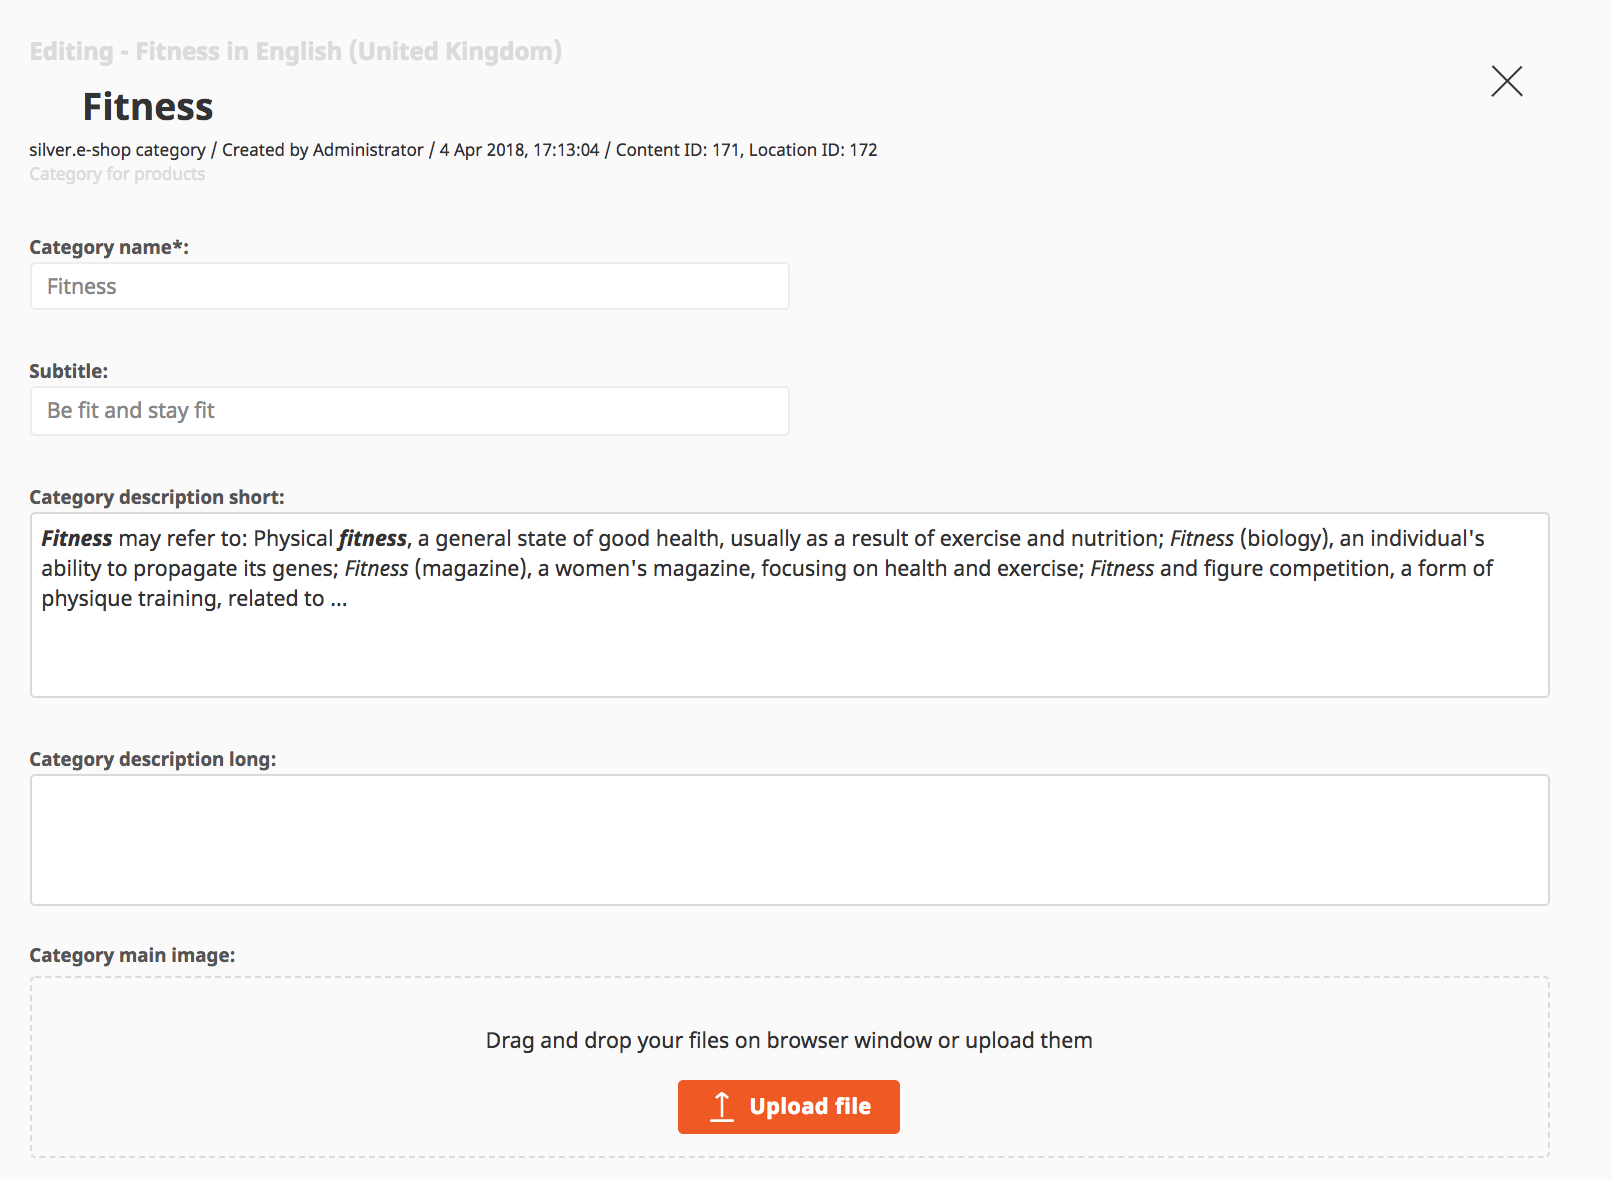 Editing - Fitness in English (United Kingdom)
Fitness
silver.e-shop category / Created by Administrator / 4 Apr 2018, 17:13:04 / Content ID: 171, Location ID: 172
Category for products
Category name*:
Fitness
Subtitle:
Be fit and stay fit
Category description short:
Fitness may refer to: Physical fitness, a general state of good health, usually as a result of exercise and nutrition; Fitness (biology), an individual's
ability to propagate its genes; Fitness (magazine), a women's magazine, focusing on health and exercise; Fitness and figure competition, a form of
physique training, related to ...
Category description long:
Category main image:
Drag and drop your files on browser window or upload them
Upload file